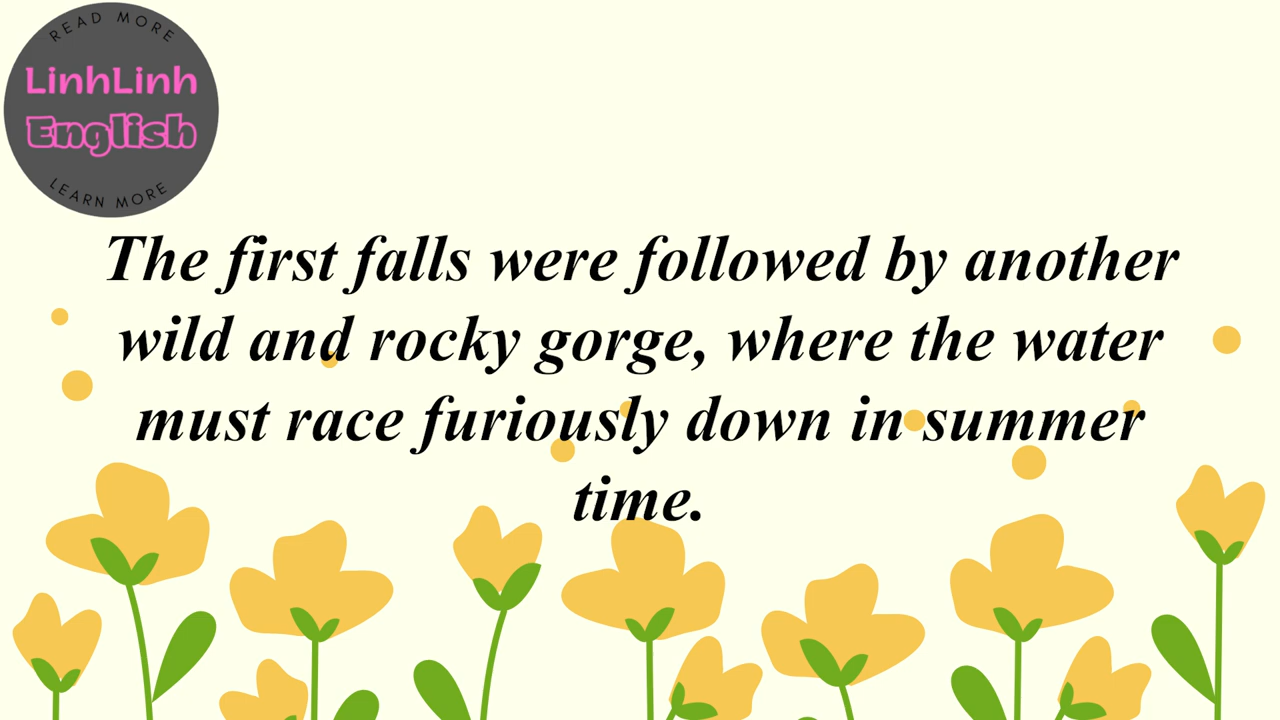 READ MORE
LinhLinh
English
LEARN MORE
The first falls were followed by another
wild and rocky gorge, where the water
must race furiously down in summer
time.